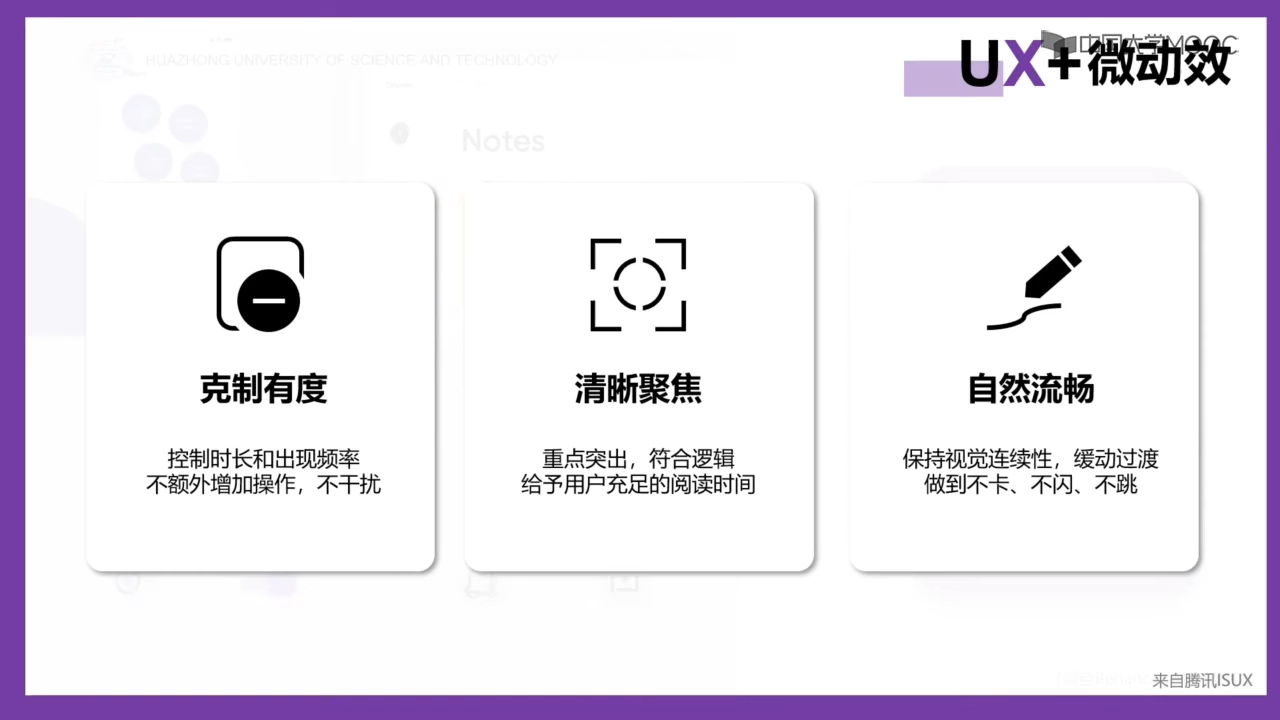 HUAZHONG UNIVERSITY OF SCIENCE AND TECHNOLOGY
中国大学MOOC
UX+微动效
Notes
克制有度
控制时长和出现频率
不额外增加操作，不干扰
清晰聚焦
重点突出，符合逻辑
给予用户充足的阅读时间
自然流畅
保持视觉连续性，缓动过渡
做到不卡、不闪、不跳
来自腾讯ISUX